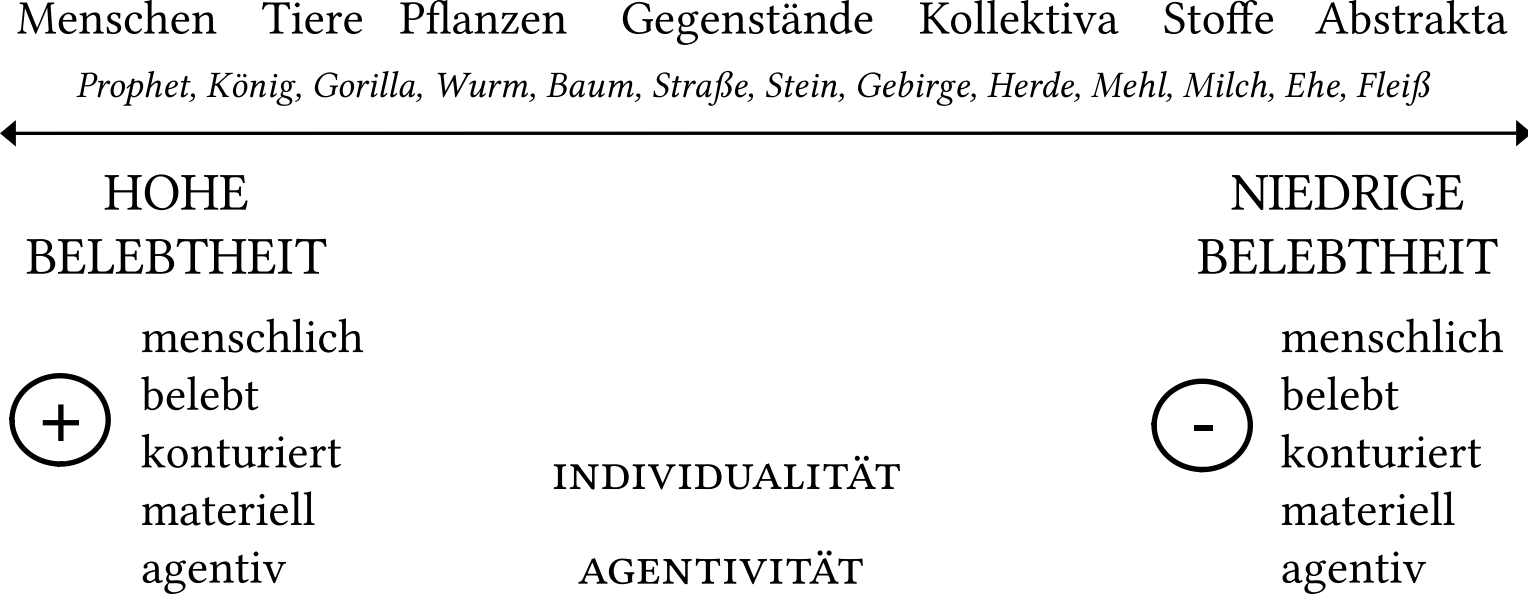 Menschen Tiere Pflanzen Gegenstände Kollektiva Stoffe Abstrakta
Prophet, König, Gorilla, Wurm, Baum, Straße, Stein, Gebirge, Herde, Mehl, Milch, Ehe, Fleiß
HOHE
BELEBTHEIT
NIEDRIGE
BELEBTHEIT
+
menschlich
belebt
konturiert
materiell
agentiv
INDIVIDUALITÄT
AGENTIVITÄT
-
menschlich
belebt
konturiert
materiell
agentiv